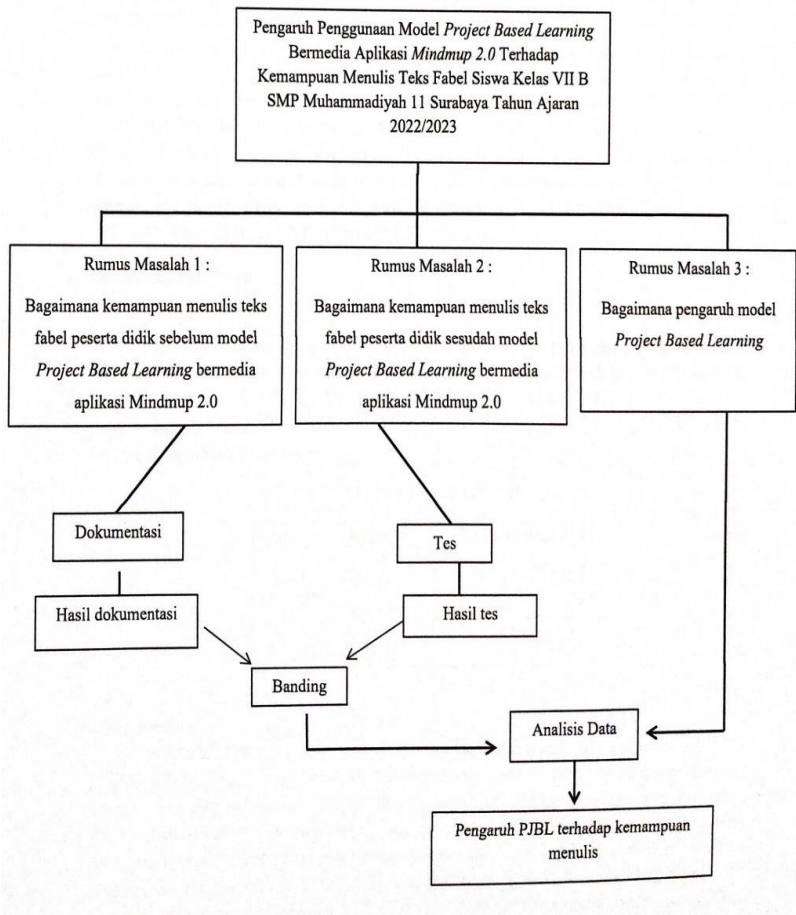 Pengaruh Penggunaan Model Project Based Learning
Bermedia Aplikasi Mindmup 2.0 Terhadap
Kemampuan Menulis Teks Fabel Siswa Kelas VII B
SMP Muhammadiyah 11 Surabaya Tahun Ajaran
2022/2023
Rumus Masalah 1 :
Bagaimana kemampuan menulis teks
fabel peserta didik sebelum model
Project Based Learning bermedia
aplikasi Mindmup 2.0
Rumus Masalah 2 :
Bagaimana kemampuan menulis teks
fabel peserta didik sesudah model
Project Based Learning bermedia
aplikasi Mindmup 2.0
Rumus Masalah 3 :
Bagaimana pengaruh model
Project Based Learning
Dokumentasi
Tes
Hasil dokumentasi
Hasil tes
Banding
Analisis Data
Pengaruh PJBL terhadap kemampuan
menulis